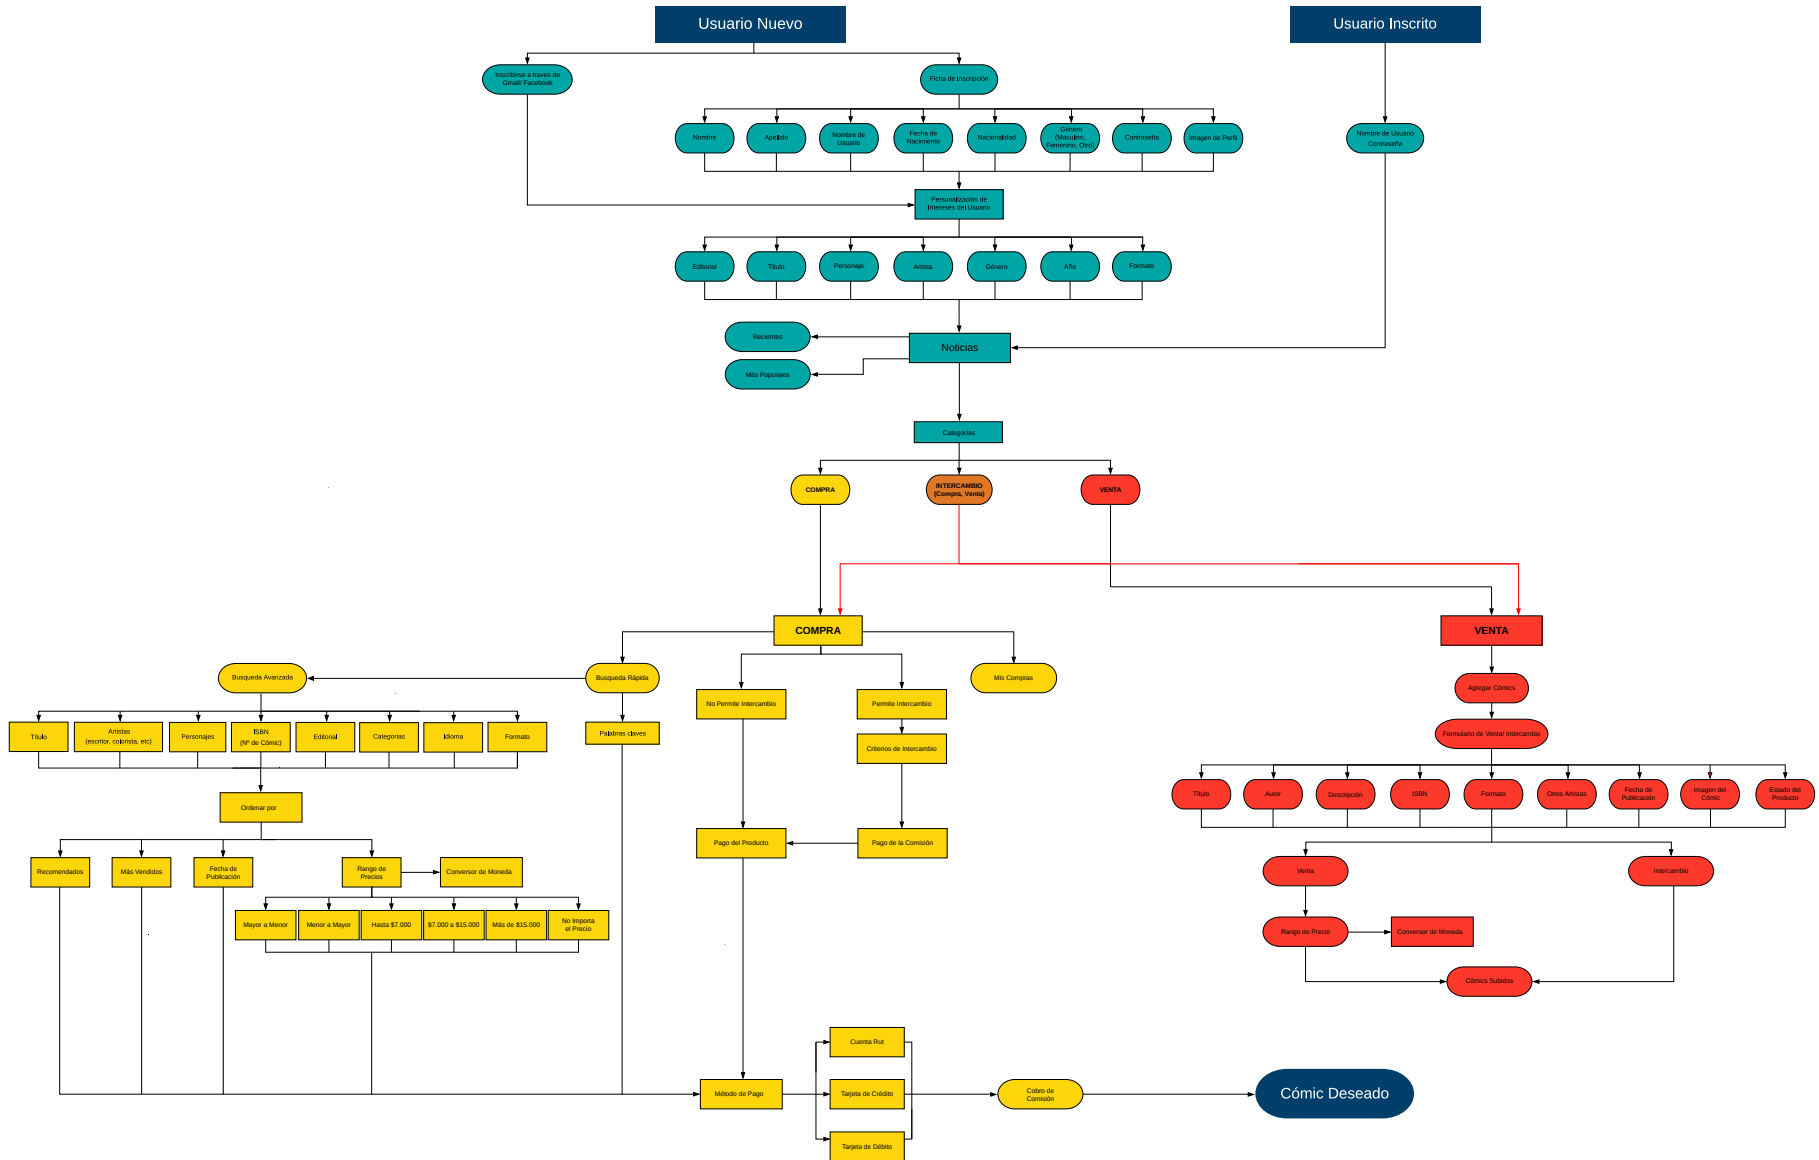 Usuario Nuevo
Usuario Inscrito
Inscribirse a traves de
Gmail/ Facebook
Ficha de Inscripción
Nombre
Apellido
Nombre de
Usuario
Fecha de
Nacimiento
Nacionalidad
Género
(Maculino,
Femenino, Otro)
Contraseña
Imagen de Perfil
Nombre de Usuario
Contraseña
Personalización de
Intereses del Usuario
Editorial
Título
Personaje
Artista
Género
Año
Formato
Recientes
Noticias
Más Populares
Categorías
COMPRA
INTERCAMBIO
(Compra, Venta)
VENTA
COMPRA
VENTA
Busqueda Avanzada
Busqueda Rápida
Mis Compras
Agregar Cómics
No Permite Intercambio
Permite Intercambio
Título
Artistas
(escritor, colorista, etc)
Personajes
ISBN
(Nº de Cómic)
Editorial
Categorias
Idioma
Formato
Palabras claves
Criterios de Intercambio
Formulario de Venta/ Intercambio
Título
Autor
Descripción
ISBN
Formato
Otros Artistas
Fecha de
Publicación
Imagen del
Cómic
Estado del
Producto
Ordenar por
Pago del Producto
Pago de la Comisión
Recomendados
Más Vendidos
Fecha de
Publicación
Rango de
Precios
Conversor de Moneda
Venta
Intercambio
Mayor a Menor
Menor a Mayor
Hasta $7.000
$7.000 a $15.000
Más de $15.000
No Importa
el Precio
Rango de Precio
Conversor de Moneda
Cómics Subidos
Cuenta Rut
Método de Pago
Tarjeta de Crédito
Cobro de
Comisión
Cómic Deseado
Tarjeta de Débito